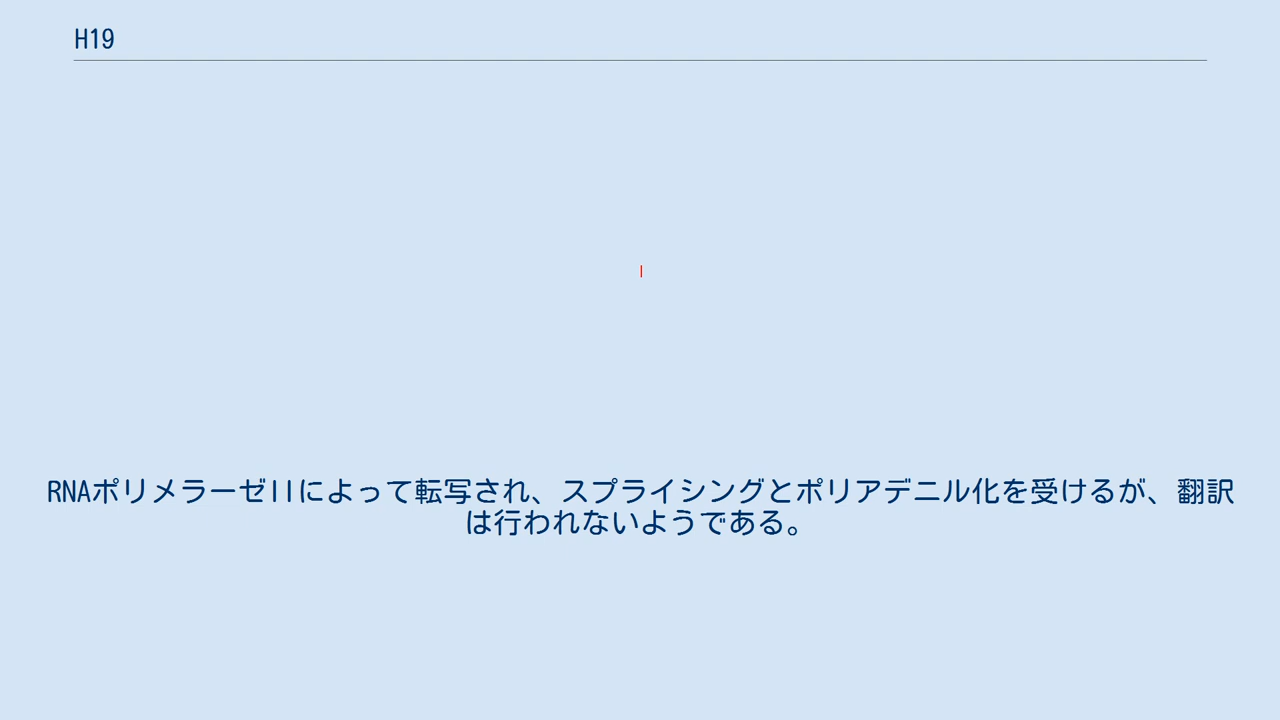 H19
RNAポリメラーゼIIによって転写され、スプライシングとポリアデニル化を受けるが、翻訳
は行われないようである。